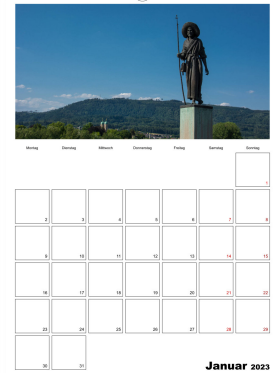 Montag Dienstag Mittwoch Donnerstag Freitag Samstag Sonntag
1
2 3 4 5 6 7 8
9 10 11 12 13 14 15
16 17 18 19 20 21 22
23 24 25 26 27 28 29
30 31
Januar 2023